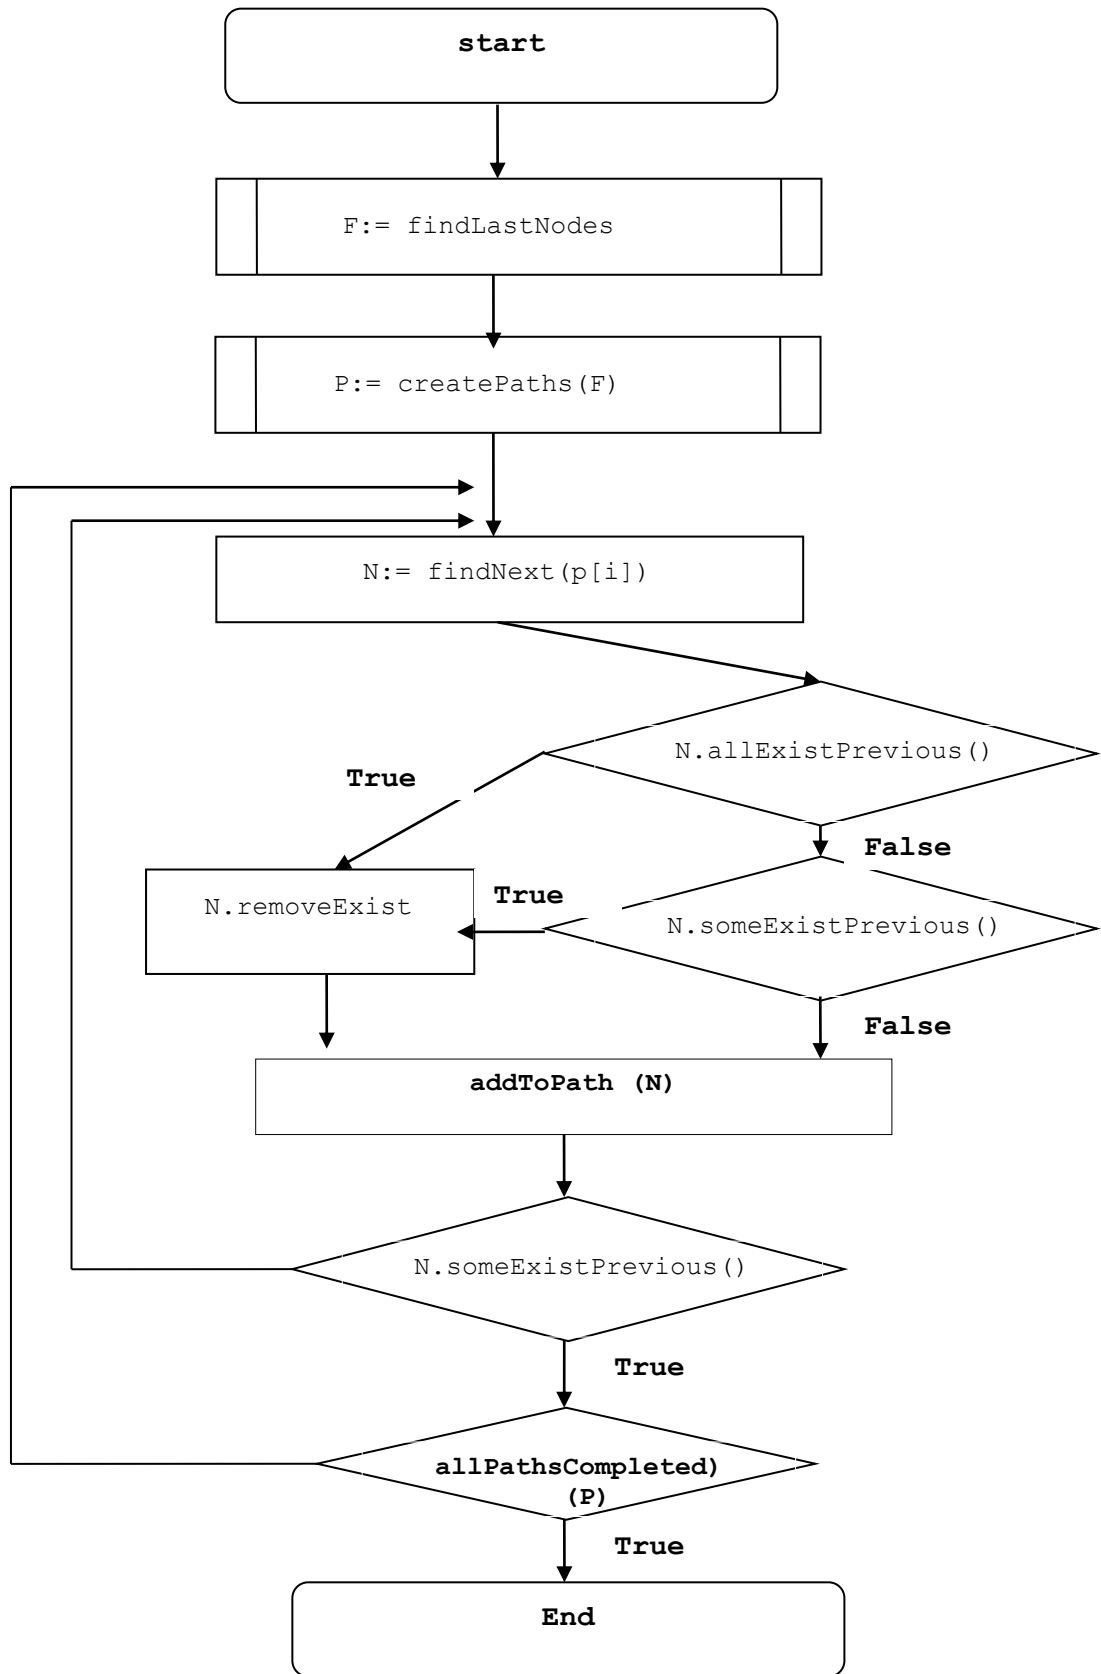 start
F:= findLastNodes
P:= createPaths(F)
N:= findNext(p[i])
N.allExistPrevious()
True
False
N.removeExist
True
N.someExistPrevious()
False
addToPath (N)
N.someExistPrevious()
True
allPathsCompleted)
(P)
True
End